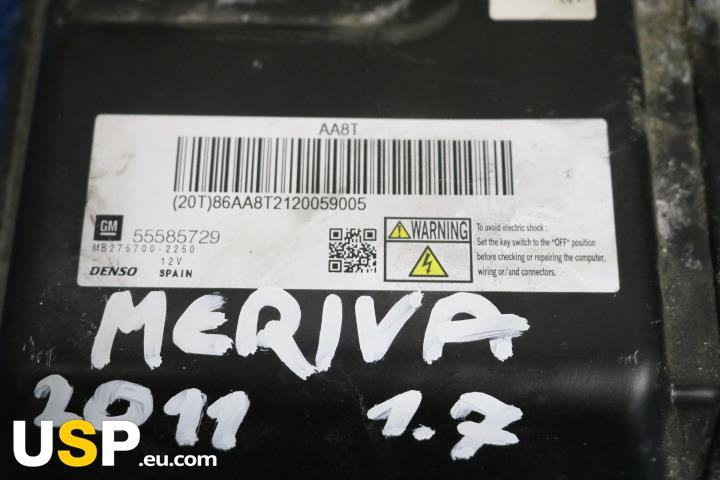 AA8T
(20T)86AA8T2120059005
GM 55585729
MB275700-2250
12V
DENSO SPAIN
WARNING
To avoid electric shock :
Set the key switch to the "OFF" position
before checking or repairing the computer,
wiring or/and connectors.
MERIVA
2011 1.7
USP.eu.com